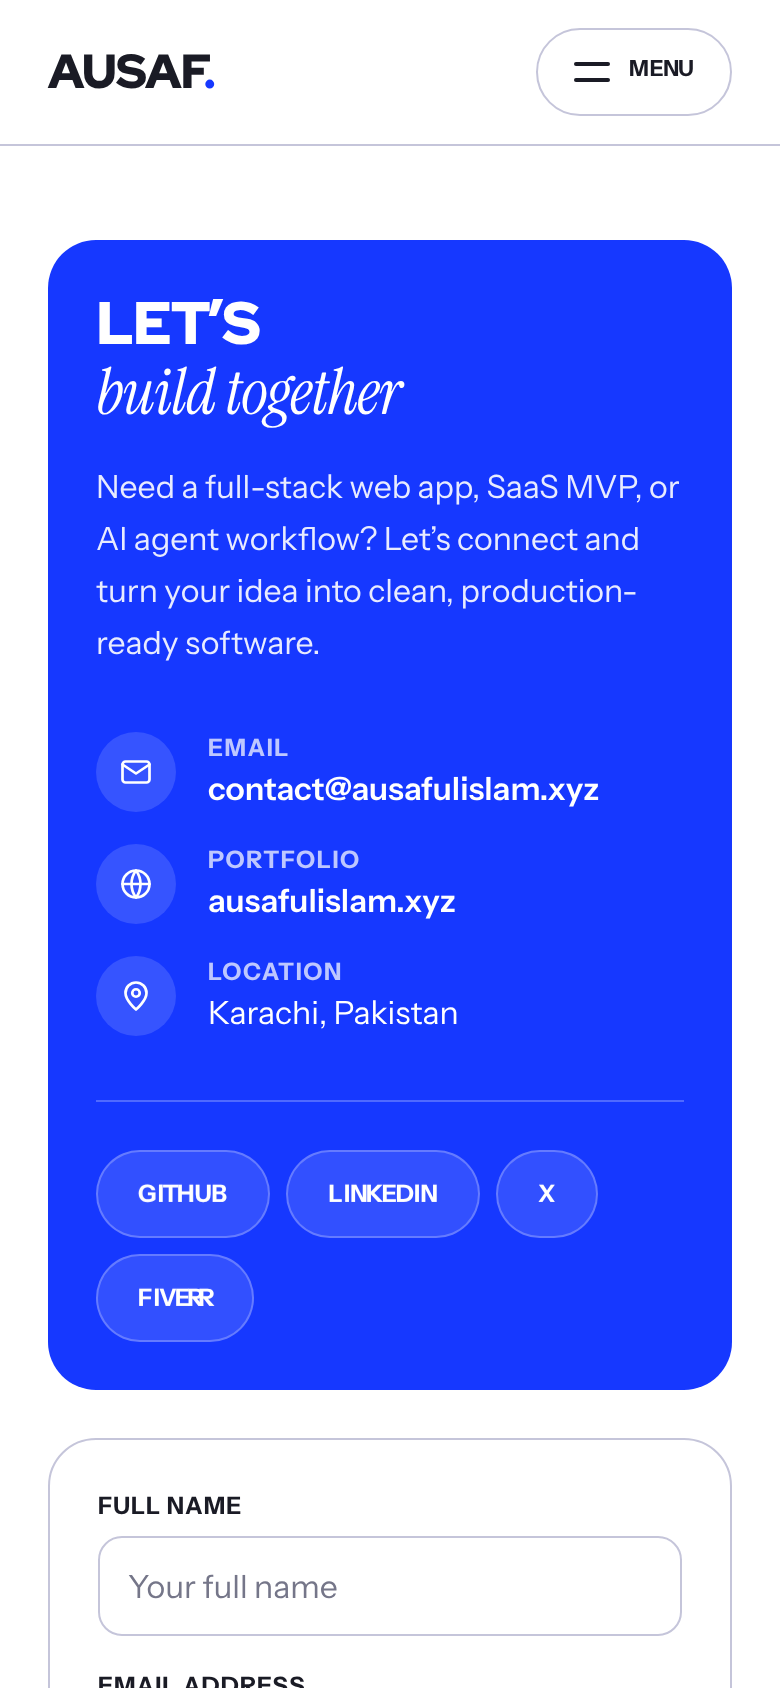 AUSAF.
MENU
LET’S
build together
Need a full-stack web app, SaaS MVP, or
AI agent workflow? Let’s connect and
turn your idea into clean, production-
ready software.
EMAIL
contact@ausafulislam.xyz
PORTFOLIO
ausafulislam.xyz
LOCATION
Karachi, Pakistan
GITHUB
LINKEDIN
X
FIVERR
FULL NAME
Your full name
EMAIL ADDRESS